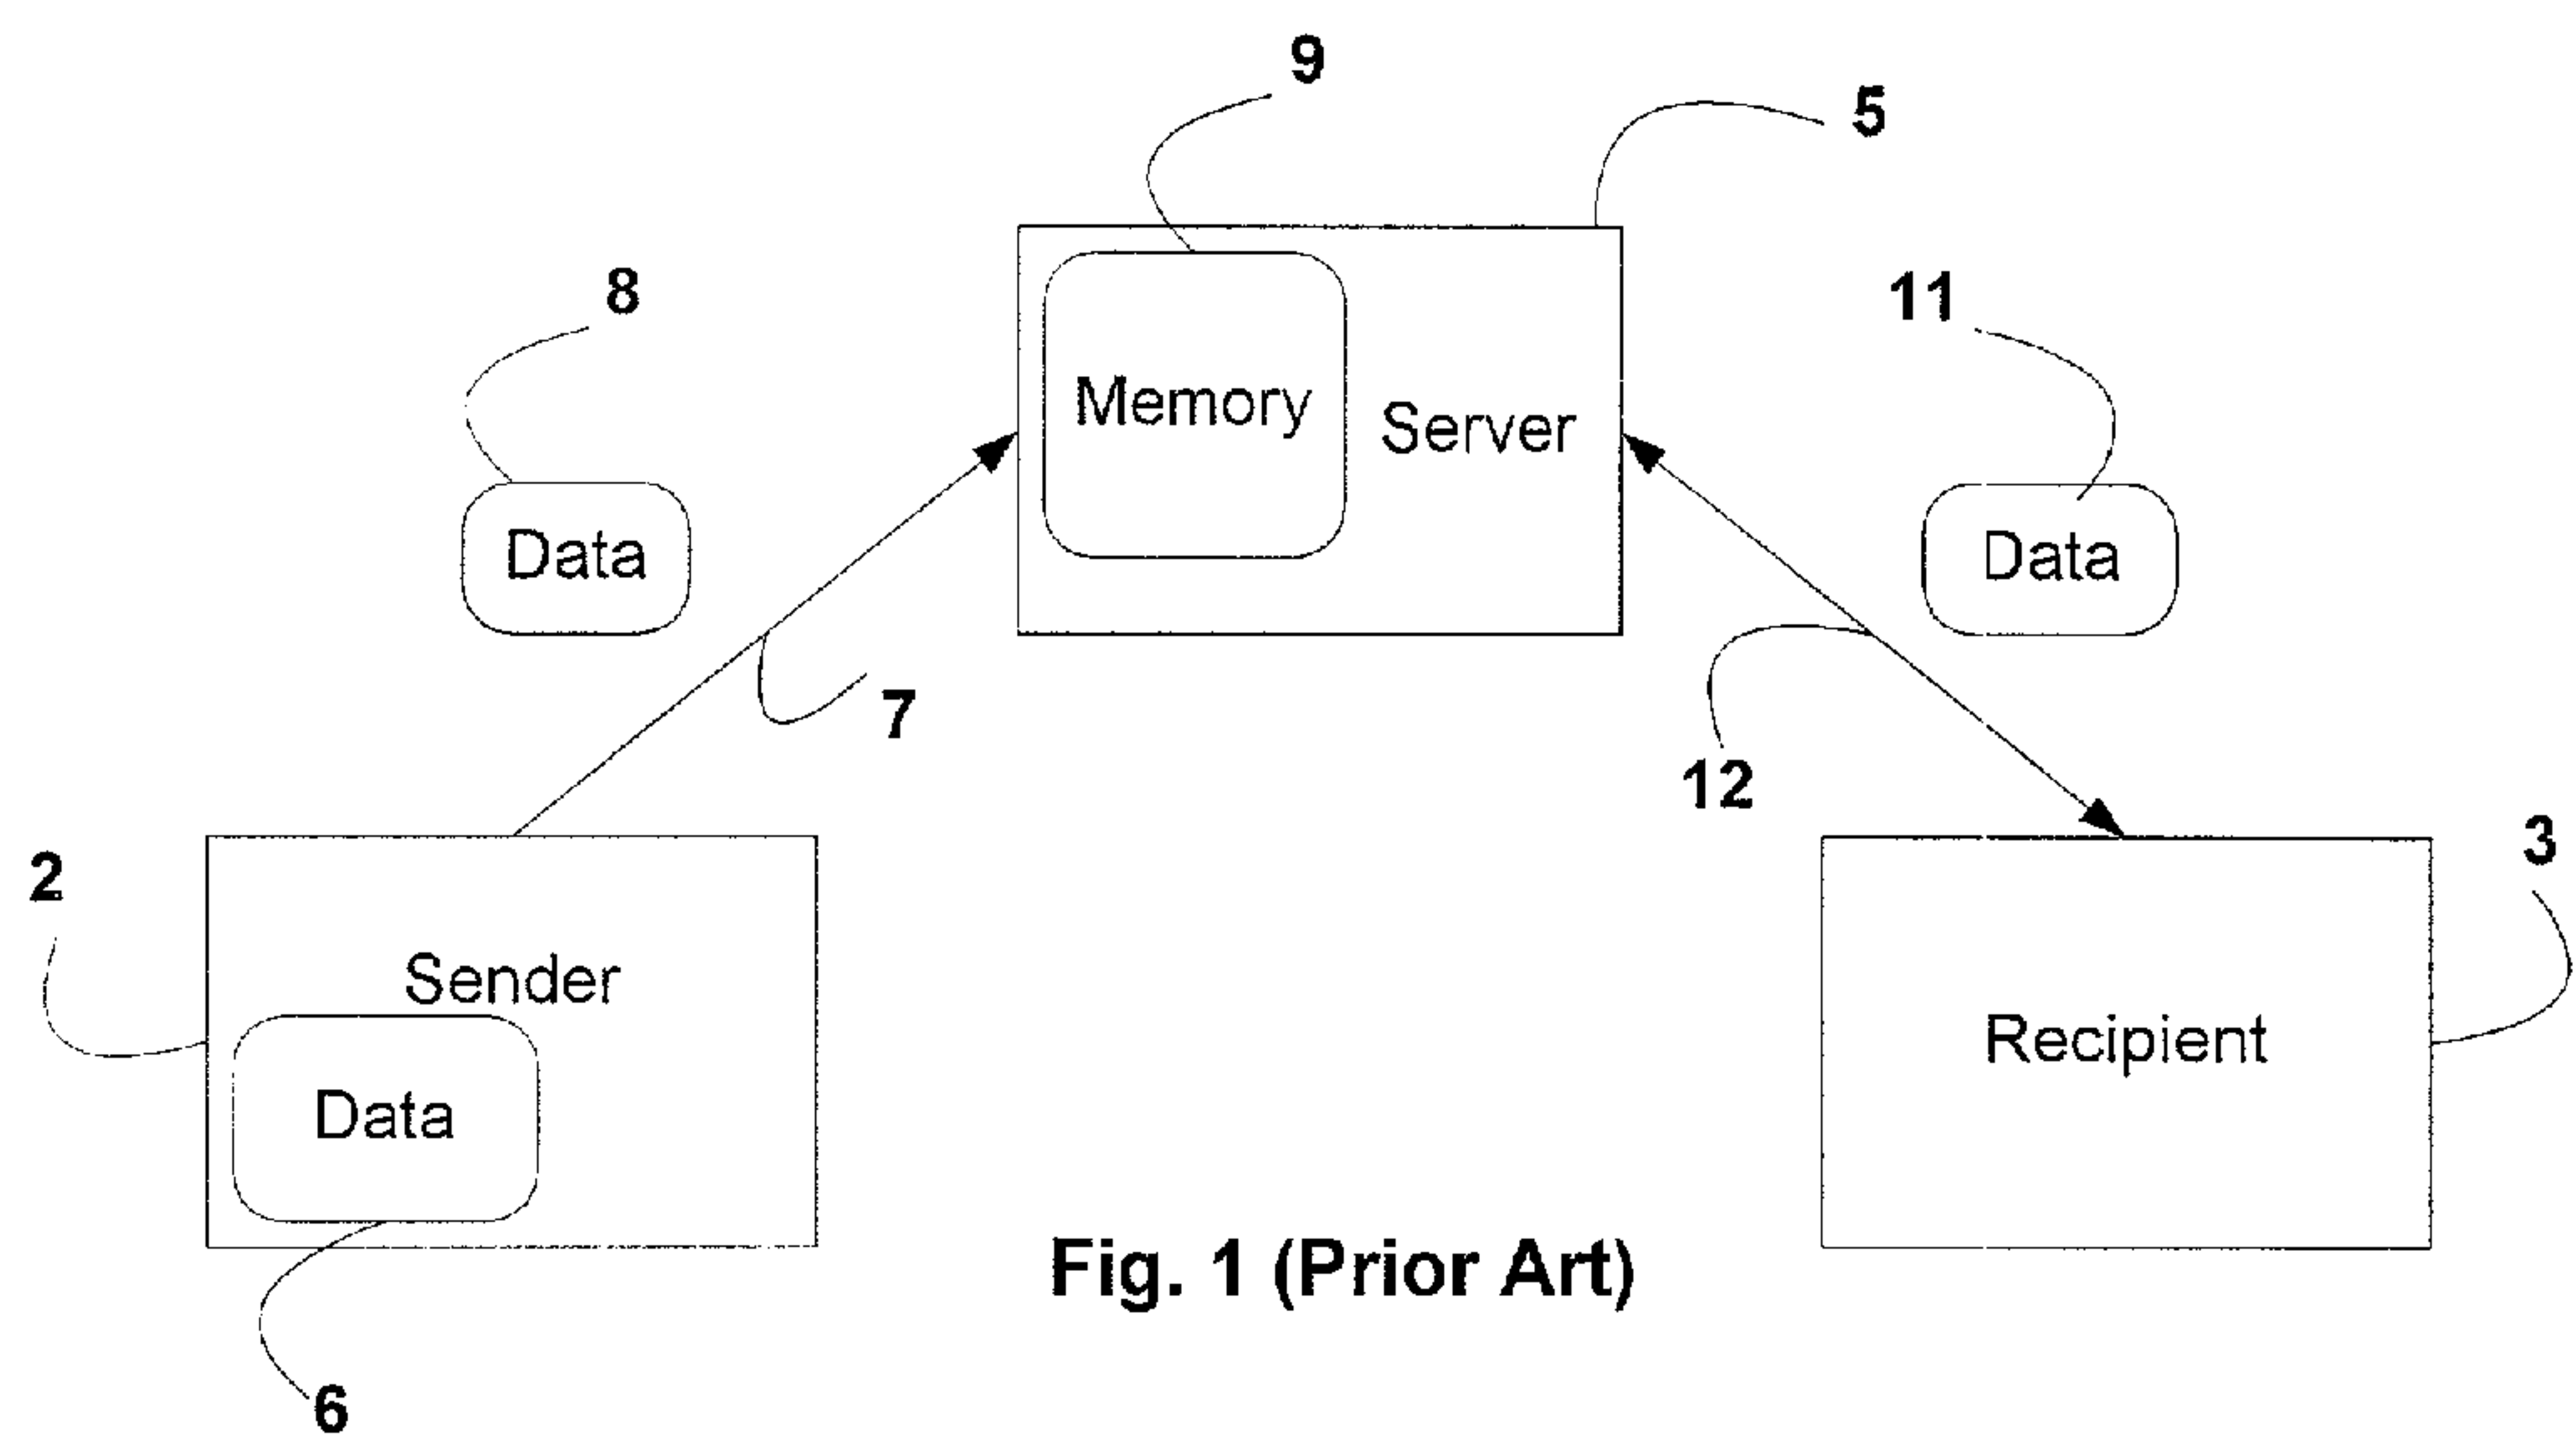 9
5
8
11
Memory
Server
Data
Data
7
12
2
3
Sender
Recipient
Data
Fig. 1 (Prior Art)
6